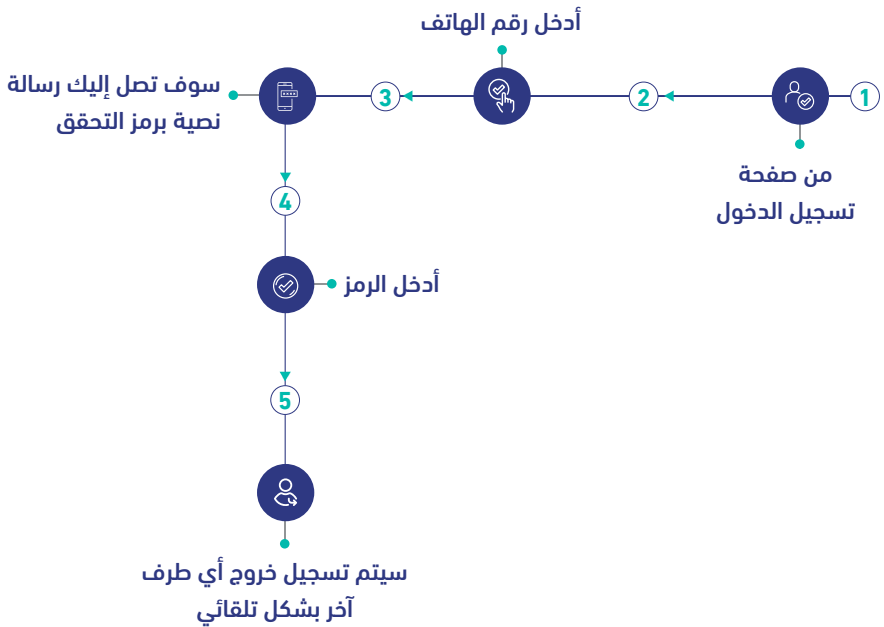 1
من صفحة
تسجيل الدخول
2
أدخل رقم الهاتف
3
سوف تصل إليك رسالة
نصية برمز التحقق
4
أدخل الرمز
5
سيتم تسجيل خروج أي طرف
آخر بشكل تلقائي